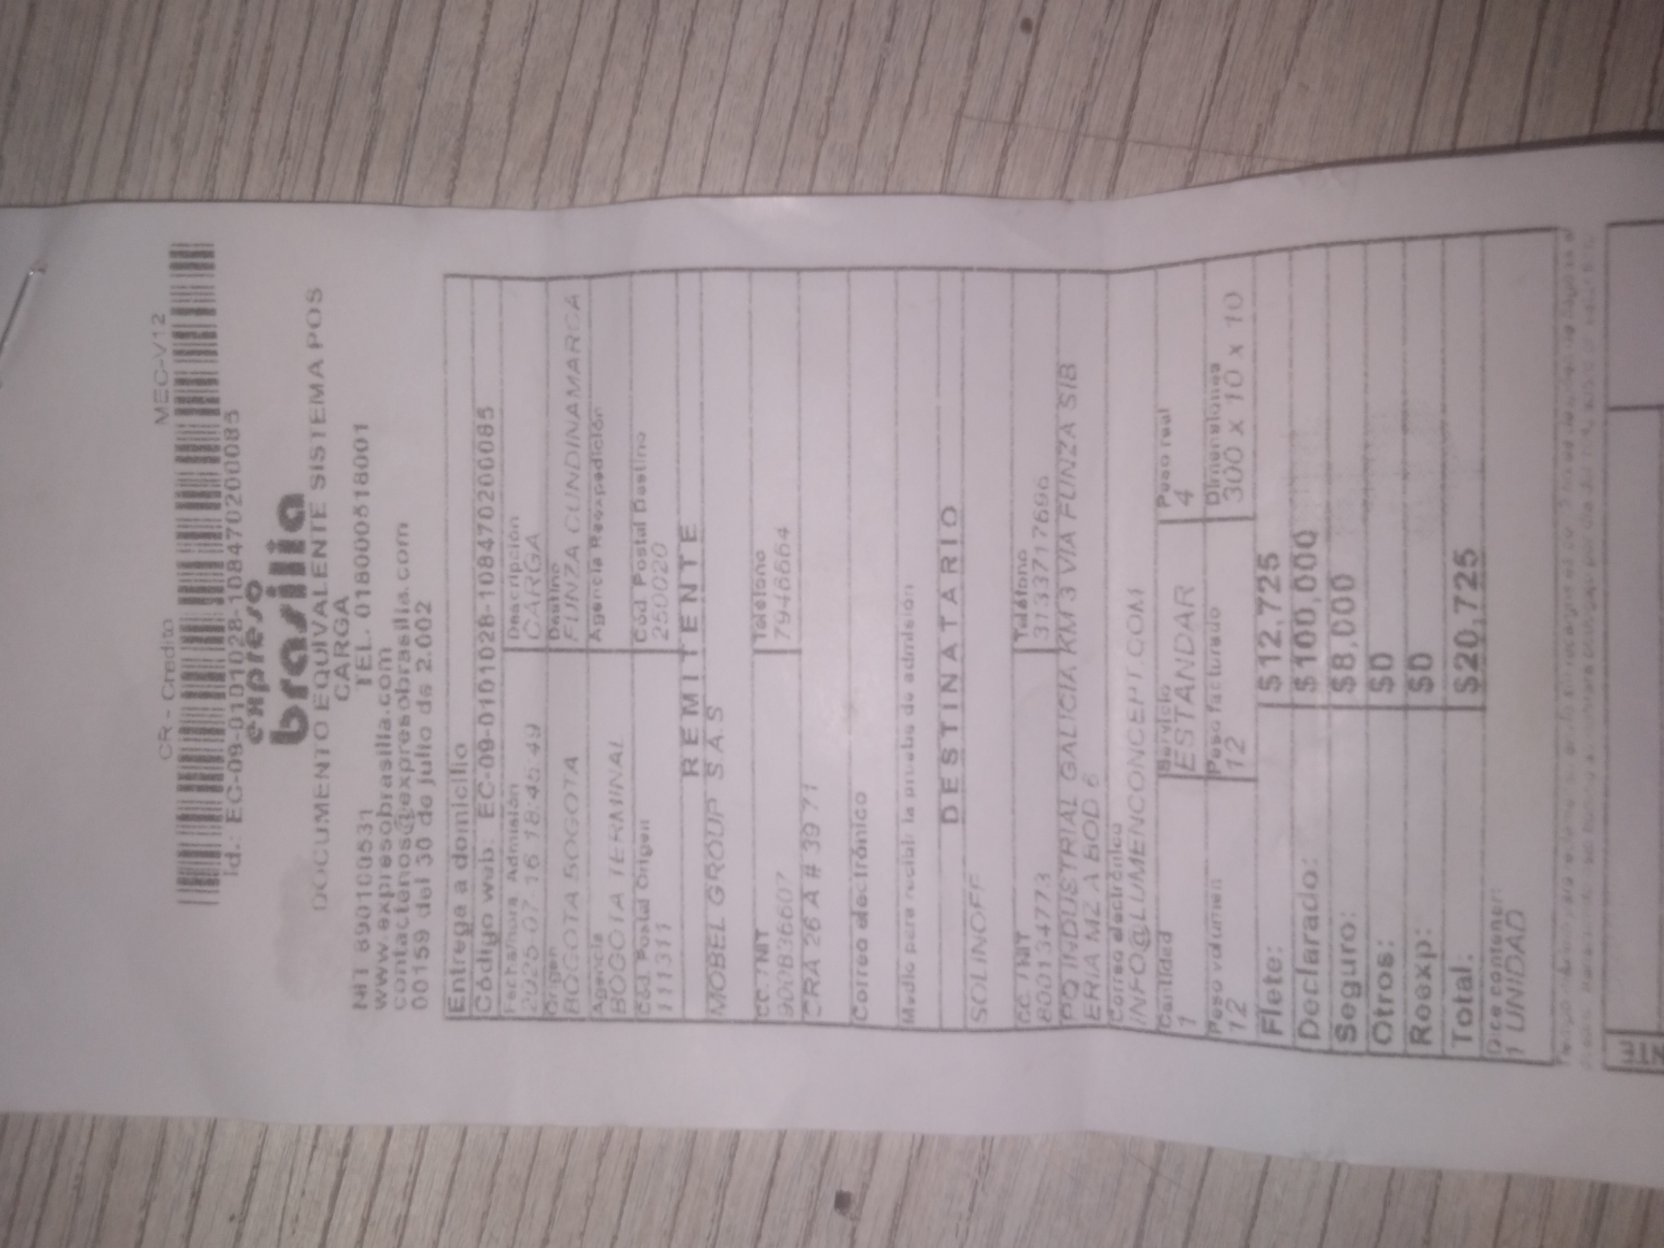 CR - Credito MEC-V12
Id.: EC-09-0101028-108470200085
expreso
brasilia
DOCUMENTO EQUIVALENTE SISTEMA POS
CARGA
NIT 890100531 TEL. 018000518001
www.expresobrasilia.com
contactenos@expresobrasilia.com
00159 del 30 de julio de 2.002
Entrega a domicilio
Código web. EC-09-0101028-108470200085
Fecha/hora Admisión Descripción
2025-07-16 18:45:49 CARGA
Origen Destino
BOGOTA BOGOTA FUNZA CUNDINAMARCA
Agencia Agencia Reexpedición
BOGOTA TERMINAL
Cód. Postal Origen Cód Postal Destino
111311 250020
REMITENTE
MOBEL GROUP S A S
CC. / NIT Teléfono
900836607 7946664
CRA 26 A # 39 71
Correo electrónico
Medio para recibir la prueba de admisión
DESTINATARIO
SOLINOFF
CC. / NIT Teléfono
800134773 3133717696
PQ INDUSTRIAL GALICIA KM 3 VIA FUNZA SIB
ERIA MZ A BOD 6
Correo electrónico
INFO@LLUMENCONCEPT.COM
Cantidad Servicio Peso real
1 ESTANDAR 4
Peso volumen Peso facturado Dimensiones
12 12 300 x 10 x 10
Flete: $12,725
Declarado: $100,000
Seguro: $8,000
Otros: $0
Reexp: $0
Total: $20,725
Dice contener:
1 UNIDAD